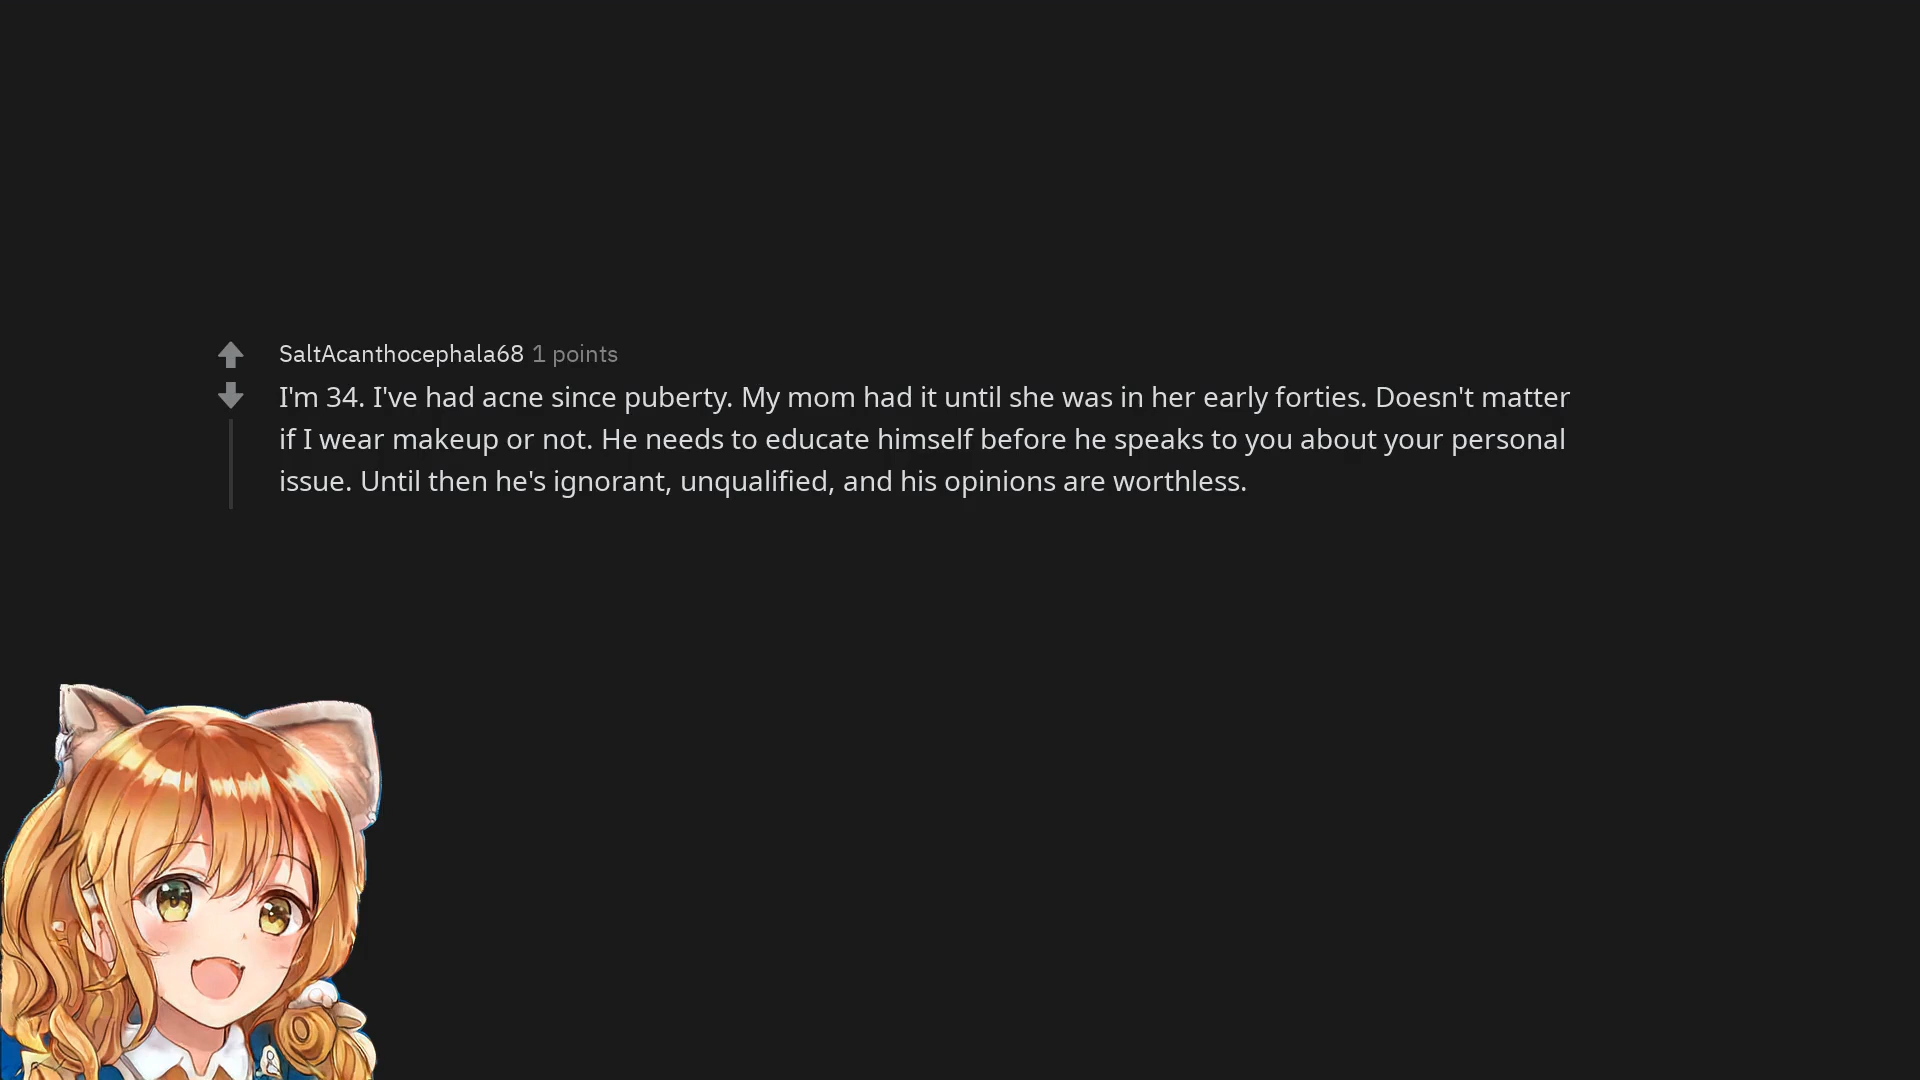 SaltAcanthocephala68 1 points
I'm 34. I've had acne since puberty. My mom had it until she was in her early forties. Doesn't matter
if I wear makeup or not. He needs to educate himself before he speaks to you about your personal
issue. Until then he's ignorant, unqualified, and his opinions are worthless.